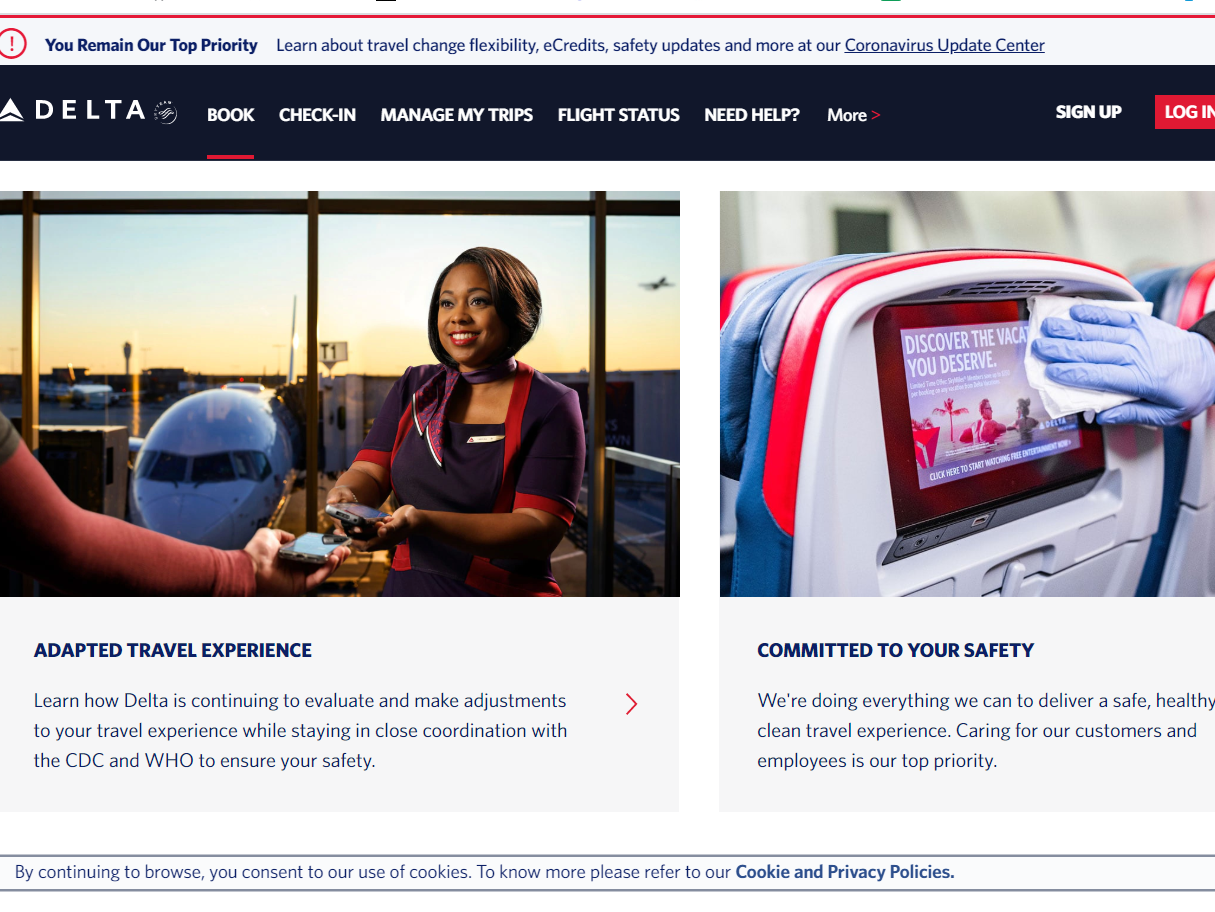 You Remain Our Top Priority Learn about travel change flexibility, eCredits, safety updates and more at our Coronavirus Update Center
DELTA BOOK CHECK-IN MANAGE MY TRIPS FLIGHT STATUS NEED HELP? More > SIGN UP LOG IN
T1
DISCOVER THE VACAT
YOU DESERVE.
DELTA
CLICK HERE TO START WATCHING FREE ENTERTAINMENT NOW >
ADAPTED TRAVEL EXPERIENCE
Learn how Delta is continuing to evaluate and make adjustments
to your travel experience while staying in close coordination with
the CDC and WHO to ensure your safety.
COMMITTED TO YOUR SAFETY
We're doing everything we can to deliver a safe, healthy
clean travel experience. Caring for our customers and
employees is our top priority.
By continuing to browse, you consent to our use of cookies. To know more please refer to our Cookie and Privacy Policies.